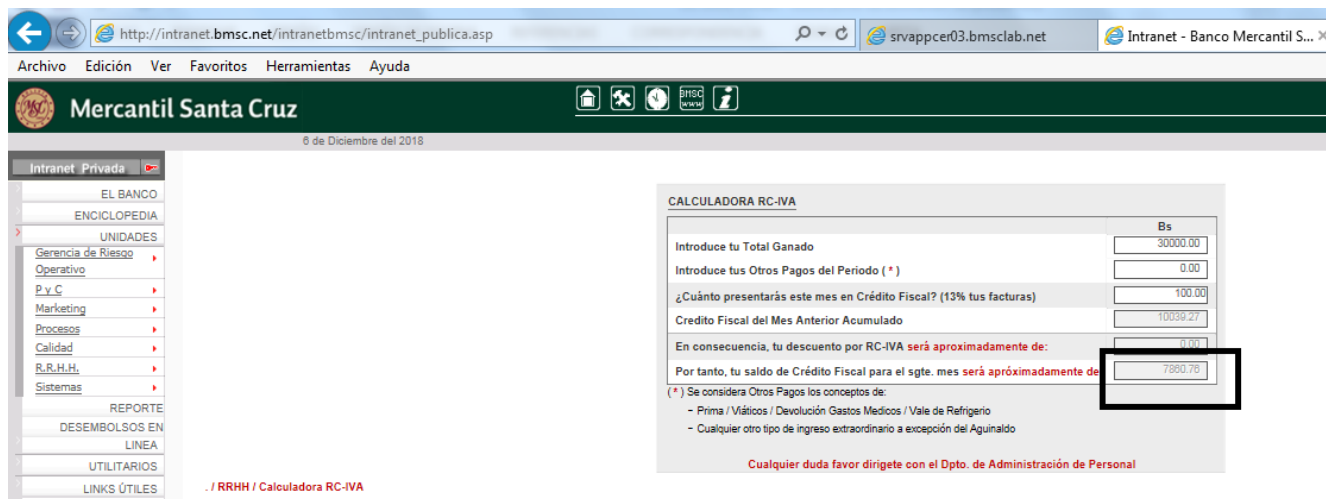 http://intranet.bmsc.net/intranetbmsc/intranet_publica.asp
srvappcer03.bmsclab.net
Intranet - Banco Mercantil S...
Archivo Edición Ver Favoritos Herramientas Ayuda
Mercantil Santa Cruz
BMSC
www
6 de Diciembre del 2018
Intranet Privada
EL BANCO
ENCICLOPEDIA
UNIDADES
Gerencia de Riesgo
Operativo
P y C
Marketing
Procesos
Calidad
R.R.H.H.
Sistemas
REPORTE
DESEMBOLSOS EN
LINEA
UTILITARIOS
LINKS ÚTILES
CALCULADORA RC-IVA
Bs
Introduce tu Total Ganado 30000.00
Introduce tus Otros Pagos del Periodo ( * ) 0.00
¿Cuánto presentarás este mes en Crédito Fiscal? (13% tus facturas) 100.00
Credito Fiscal del Mes Anterior Acumulado 10039.27
En consecuencia, tu descuento por RC-IVA será aproximadamente de: 0.00
Por tanto, tu saldo de Crédito Fiscal para el sgte. mes será apróximadamente de 7860.76
( * ) Se considera Otros Pagos los conceptos de:
- Prima / Viáticos / Devolución Gastos Medicos / Vale de Refrigerio
- Cualquier otro tipo de ingreso extraordinario a excepción del Aguinaldo
Cualquier duda favor dirigete con el Dpto. de Administración de Personal
. / RRHH / Calculadora RC-IVA